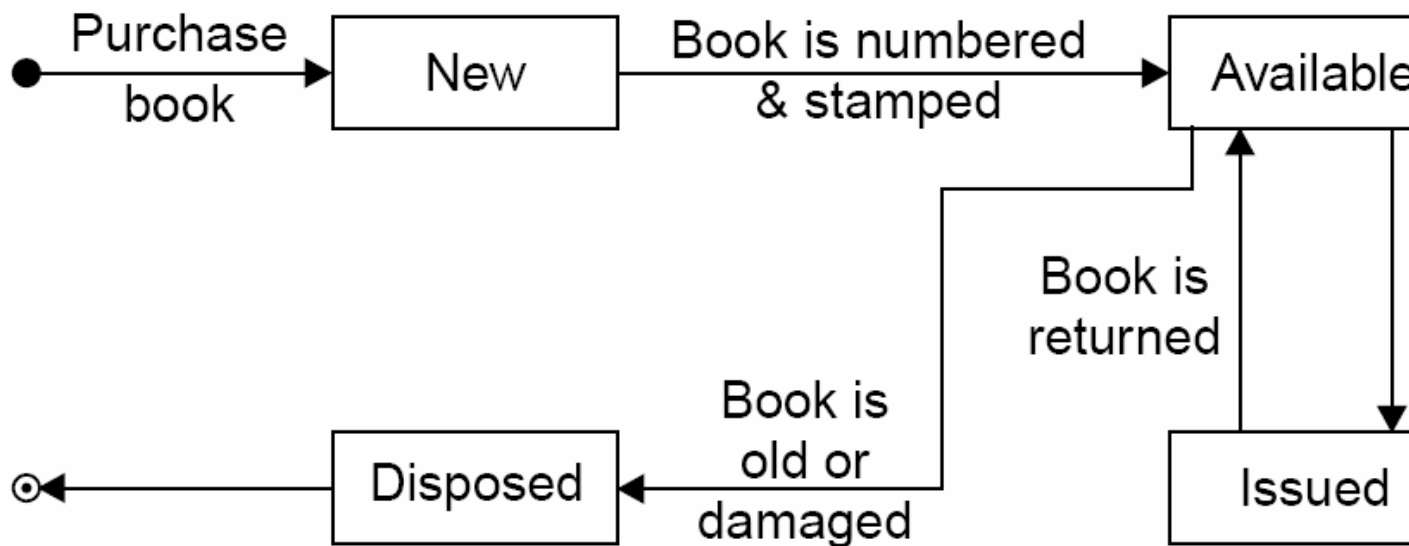 Purchase
book
New
Book is numbered
& stamped
Available
Book is
returned
Book is
old or
damaged
Disposed
Issued